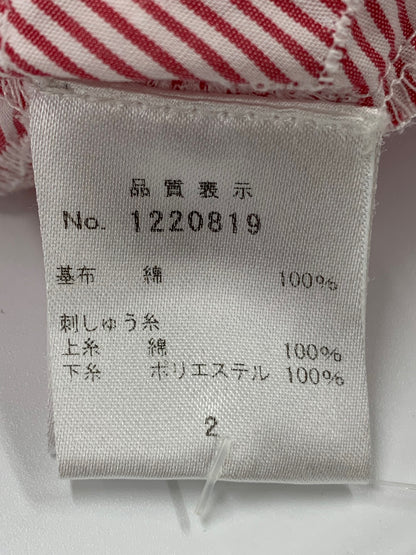 品質表示
No. 1220819
基布 綿 100%
刺しゅう糸
上糸 綿 100%
下糸 ポリエステル 100%
2